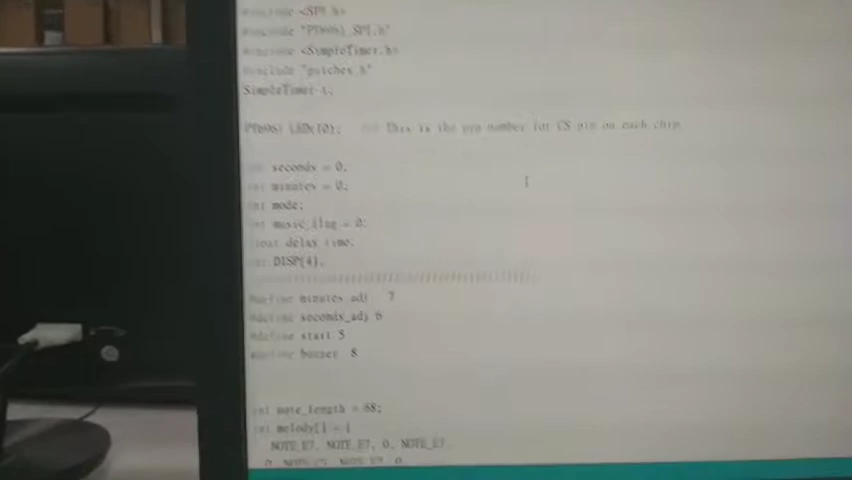 #include <SPI.h>
#include "PT6961_SPI.h"
#include <SimpleTimer.h>
#include "pitches.h"
SimpleTimer t;
PT6961 LEDx(10); /// This is the pin number for CS pin on each chip
int seconds = 0;
int minutes = 0;
int mode;
int music_flag = 0;
float delay_time;
int DISP[4];
#define minutes_adj 7
#define seconds_adj 6
#define start 5
#define buzzer 8
int note_length = 68;
int melody[] = {
NOTE_E7, NOTE_E7, 0, NOTE_E7,